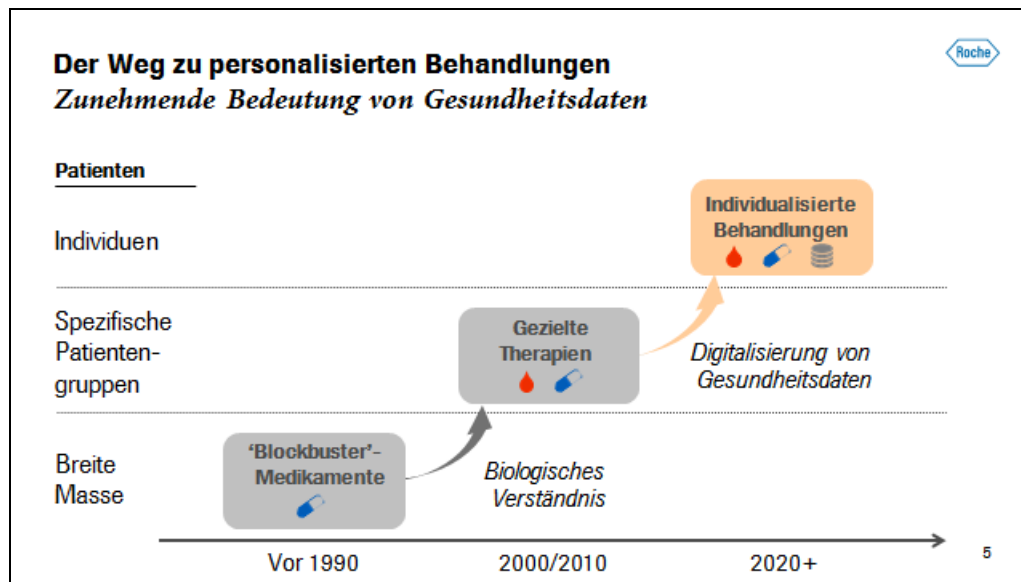 Der Weg zu personalisierten Behandlungen
Zunehmende Bedeutung von Gesundheitsdaten
Roche
Patienten
Individuen
Individualisierte
Behandlungen
Spezifische
Patienten-
gruppen
Gezielte
Therapien
Digitalisierung von
Gesundheitsdaten
Breite
Masse
‘Blockbuster’-
Medikamente
Biologisches
Verständnis
Vor 1990
2000/2010
2020+
5